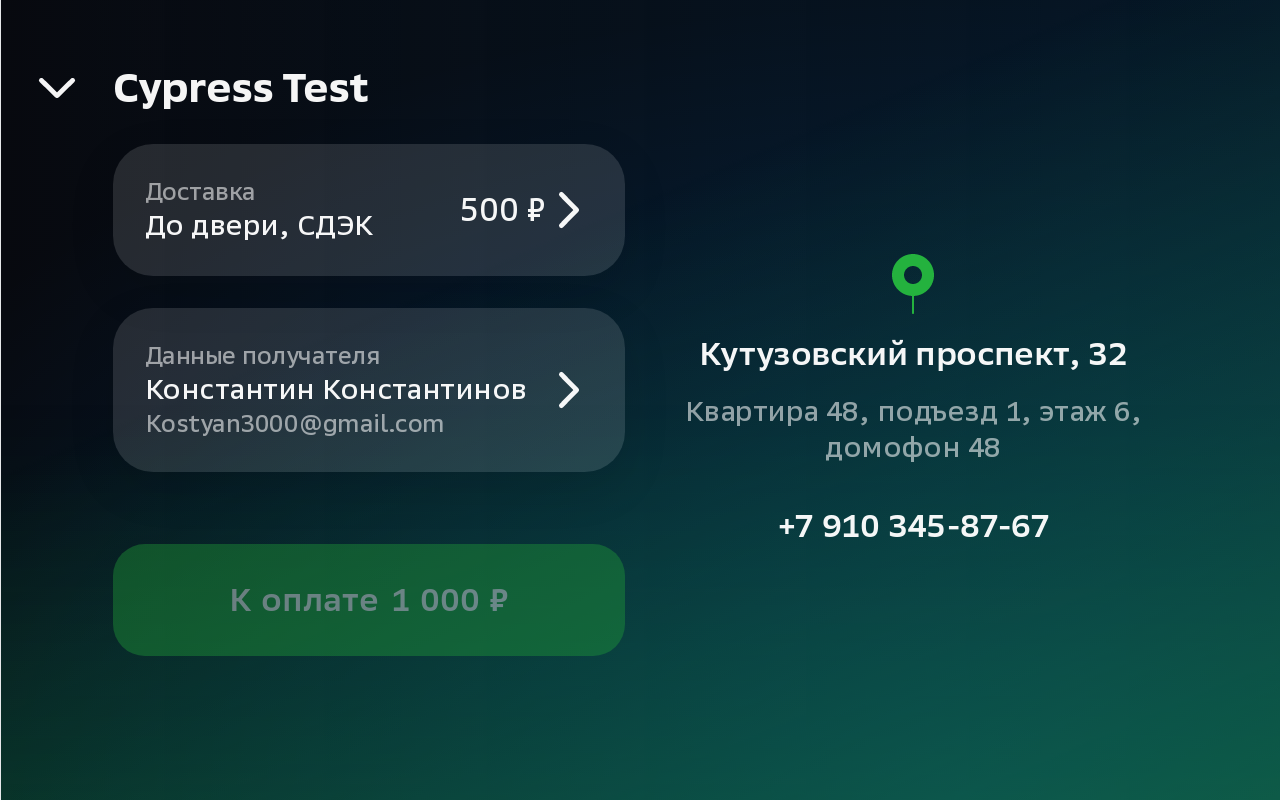 Cypress Test
Доставка
До двери, СДЭК
500 ₽
Данные получателя
Константин Константинов
Kostyan3000@gmail.com
К оплате 1 000 ₽
Кутузовский проспект, 32
Квартира 48, подъезд 1, этаж 6,
домофон 48
+7 910 345-87-67